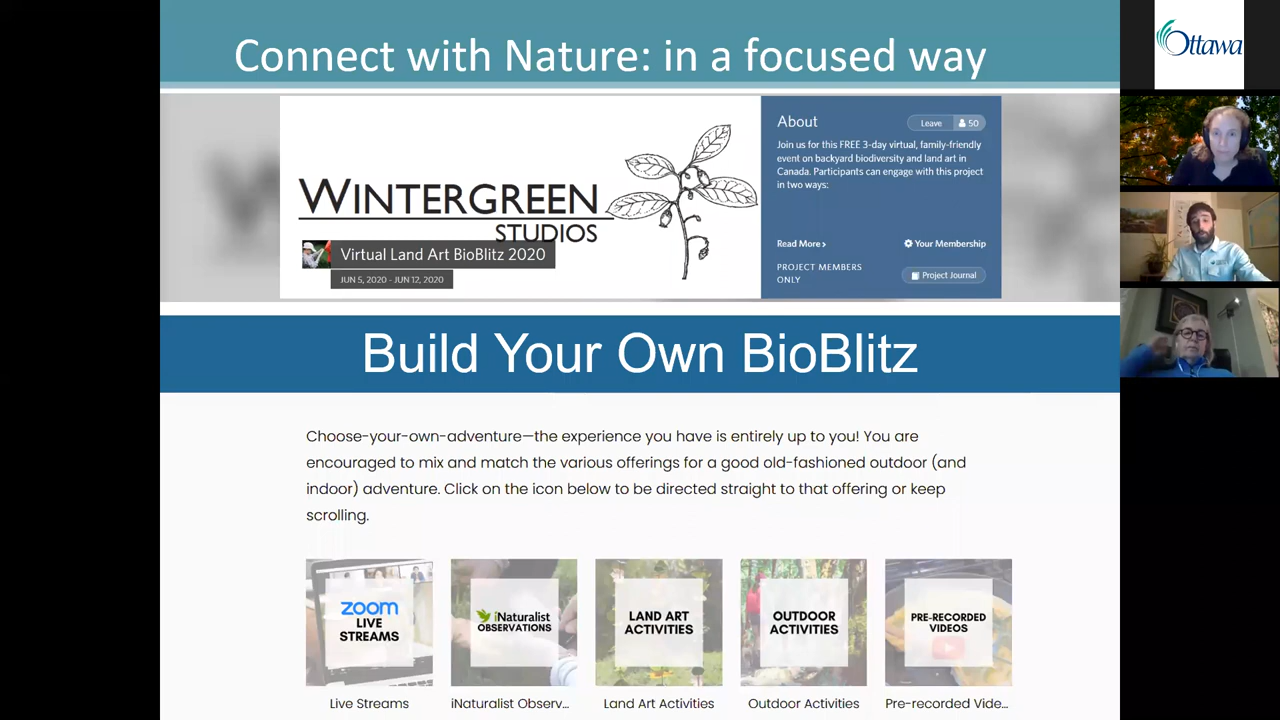 Connect with Nature: in a focused way
Ottawa
WINTERGREEN
STUDIOS
Virtual Land Art BioBlitz 2020
JUN 5, 2020 - JUN 12, 2020
About
Leave 50
Join us for this FREE 3-day virtual, family-friendly
event on backyard biodiversity and land art in
Canada. Participants can engage with this project
in two ways:
Read More ›
Your Membership
PROJECT MEMBERS
ONLY
Project Journal
Build Your Own BioBlitz
Choose-your-own-adventure—the experience you have is entirely up to you! You are
encouraged to mix and match the various offerings for a good old-fashioned outdoor (and
indoor) adventure. Click on the icon below to be directed straight to that offering or keep
scrolling.
ZOOM
LIVE
STREAMS
iNaturalist
OBSERVATIONS
LAND ART
ACTIVITIES
OUTDOOR
ACTIVITIES
PRE-RECORDED
VIDEOS
Live Streams
iNaturalist Observ...
Land Art Activities
Outdoor Activities
Pre-recorded Vide...